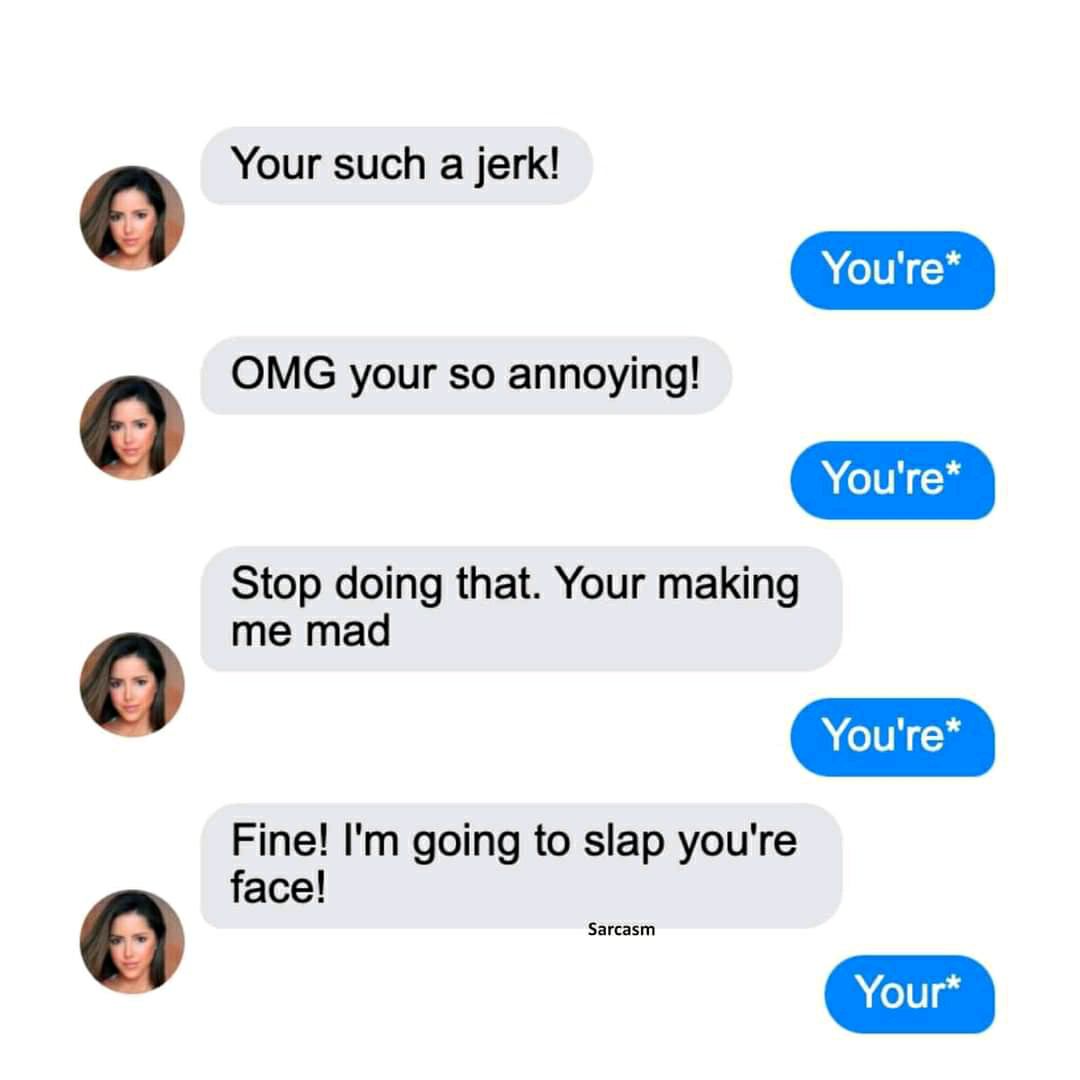 Your such a jerk!
You're*
OMG your so annoying!
You're*
Stop doing that. Your making
me mad
You're*
Fine! I'm going to slap you're
face!
Sarcasm
Your*